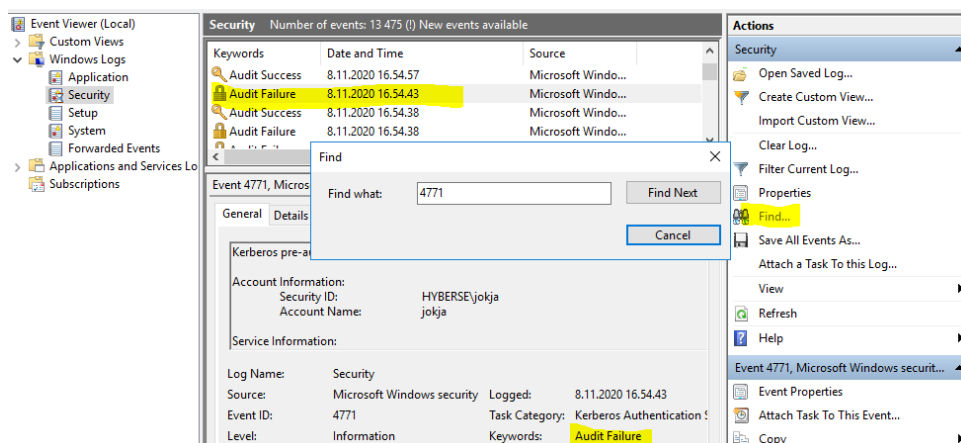 Event Viewer (Local)
Custom Views
Windows Logs
Application
Security
Setup
System
Forwarded Events
Applications and Services Lo
Subscriptions
Security Number of events: 13 475 (!) New events available
Keywords Date and Time Source
Audit Success 8.11.2020 16.54.57 Microsoft Windo...
Audit Failure 8.11.2020 16.54.43 Microsoft Windo...
Audit Success 8.11.2020 16.54.38 Microsoft Windo...
Audit Failure 8.11.2020 16.54.38 Microsoft Windo...
Find
Find what: 4771 Find Next
Cancel
Event 4771, Micros
General Details
Kerberos pre-au
Account Information:
Security ID: HYBERSE\jokja
Account Name: jokja
Service Information:
Log Name: Security
Source: Microsoft Windows security Logged: 8.11.2020 16.54.43
Event ID: 4771 Task Category: Kerberos Authentication S
Level: Information Keywords: Audit Failure
Actions
Security
Open Saved Log...
Create Custom View...
Import Custom View...
Clear Log...
Filter Current Log...
Properties
Find...
Save All Events As...
Attach a Task To this Log...
View
Refresh
Help
Event 4771, Microsoft Windows securit...
Event Properties
Attach Task To This Event...
Copy